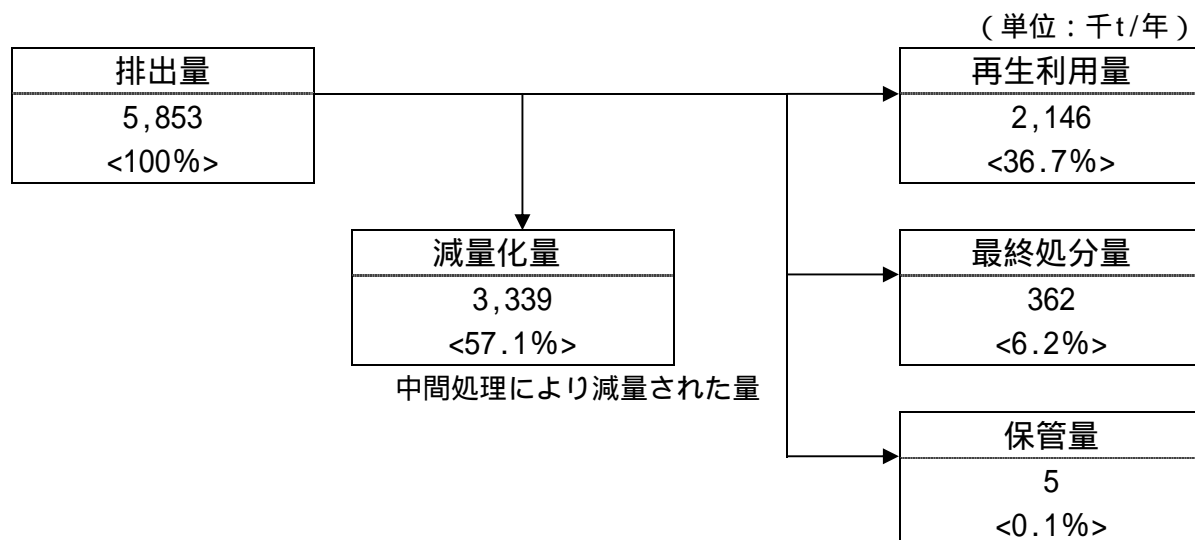 (単位:千t/年)
排出量
5,853
<100%>
再生利用量
2,146
<36.7%>
減量化量
3,339
<57.1%>
中間処理により減量された量
最終処分量
362
<6.2%>
保管量
5
<0.1%>